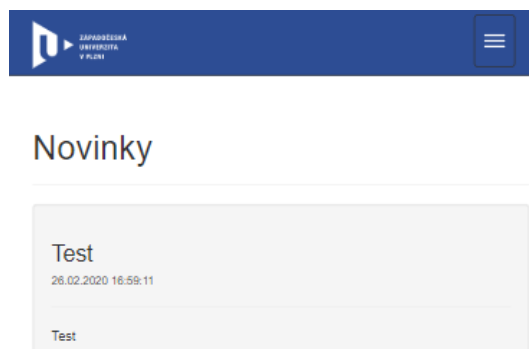 ZÁPADOČESKÁ
UNIVERZITA
V PLZNI
Novinky
Test
26.02.2020 16:59:11
Test